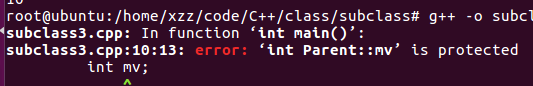 root@ubuntu:/home/xzz/code/C++/class/subclass# g++ -o subcl
subclass3.cpp: In function ‘int main()’:
subclass3.cpp:10:13: error: ‘int Parent::mv’ is protected
int mv;
^